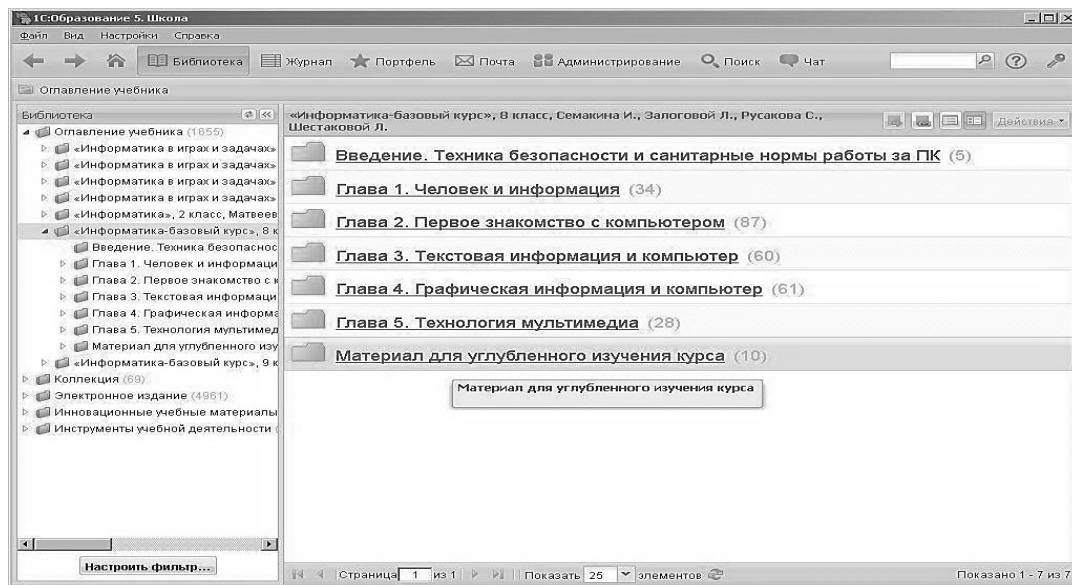 1С:Образование 5. Школа
Файл Вид Настройки Справка
Библиотека Журнал Портфель Почта Администрирование Поиск Чат
Оглавление учебника
Библиотека
Оглавление учебника (1655)
«Информатика в играх и задачах»
«Информатика в играх и задачах»
«Информатика в играх и задачах»
«Информатика в играх и задачах»
«Информатика», 2 класс, Матвеев
«Информатика-базовый курс», 8 к
Введение. Техника безопаснос
Глава 1. Человек и информаци
Глава 2. Первое знакомство с к
Глава 3. Текстовая информаци
Глава 4. Графическая информа
Глава 5. Технология мультимед
Материал для углубленного изу
«Информатика-базовый курс», 9 к
Коллекция (69)
Электронное издание (4961)
Инновационные учебные материалы
Инструменты учебной деятельности (
Настроить фильтр...
«Информатика-базовый курс», 8 класс, Семакина И., Залоговой Л., Русакова С.,
Шестаковой Л.
Действия
Введение. Техника безопасности и санитарные нормы работы за ПК (5)
Глава 1. Человек и информация (34)
Глава 2. Первое знакомство с компьютером (87)
Глава 3. Текстовая информация и компьютер (60)
Глава 4. Графическая информация и компьютер (61)
Глава 5. Технология мультимедиа (28)
Материал для углубленного изучения курса (10)
Материал для углубленного изучения курса
Страница 1 из 1 Показать 25 элементов Показано 1 - 7 из 7